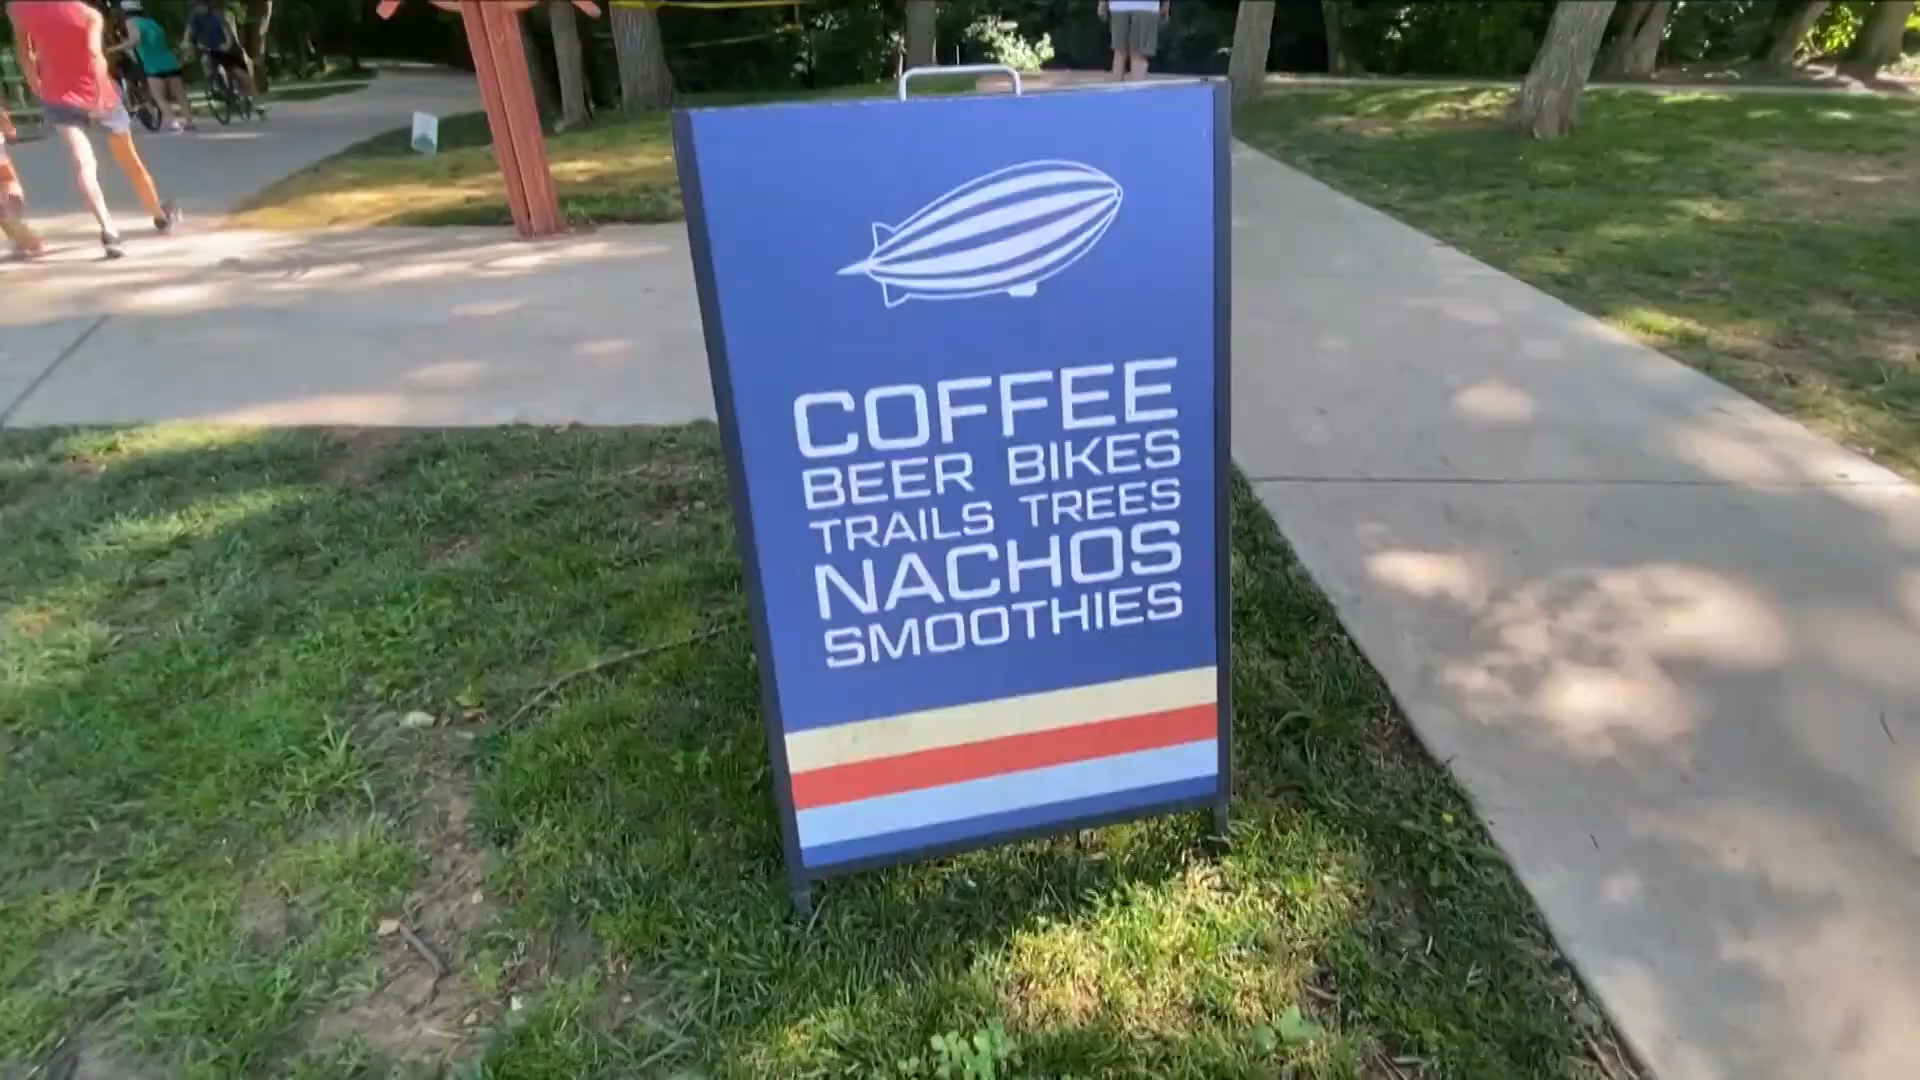 COFFEE
BEER BIKES
TRAILS TREES
NACHOS
SMOOTHIES